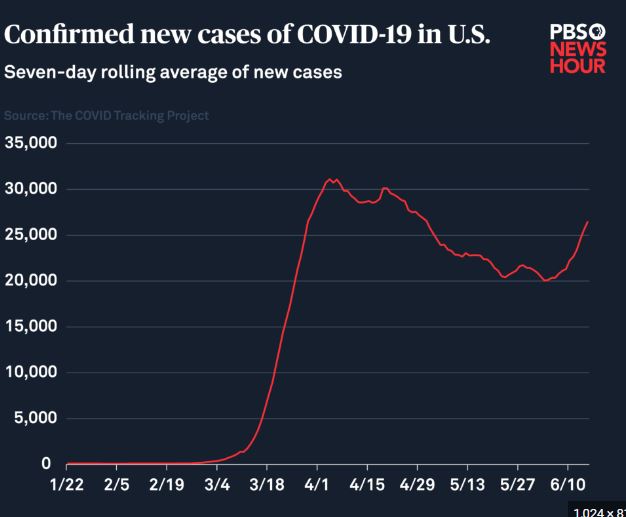 Confirmed new cases of COVID-19 in U.S.
PBS
NEWS
HOUR
Seven-day rolling average of new cases
Source: The COVID Tracking Project
35,000
30,000
25,000
20,000
15,000
10,000
5,000
0
1/22 2/5 2/19 3/4 3/18 4/1 4/15 4/29 5/13 5/27 6/10
1,024 x